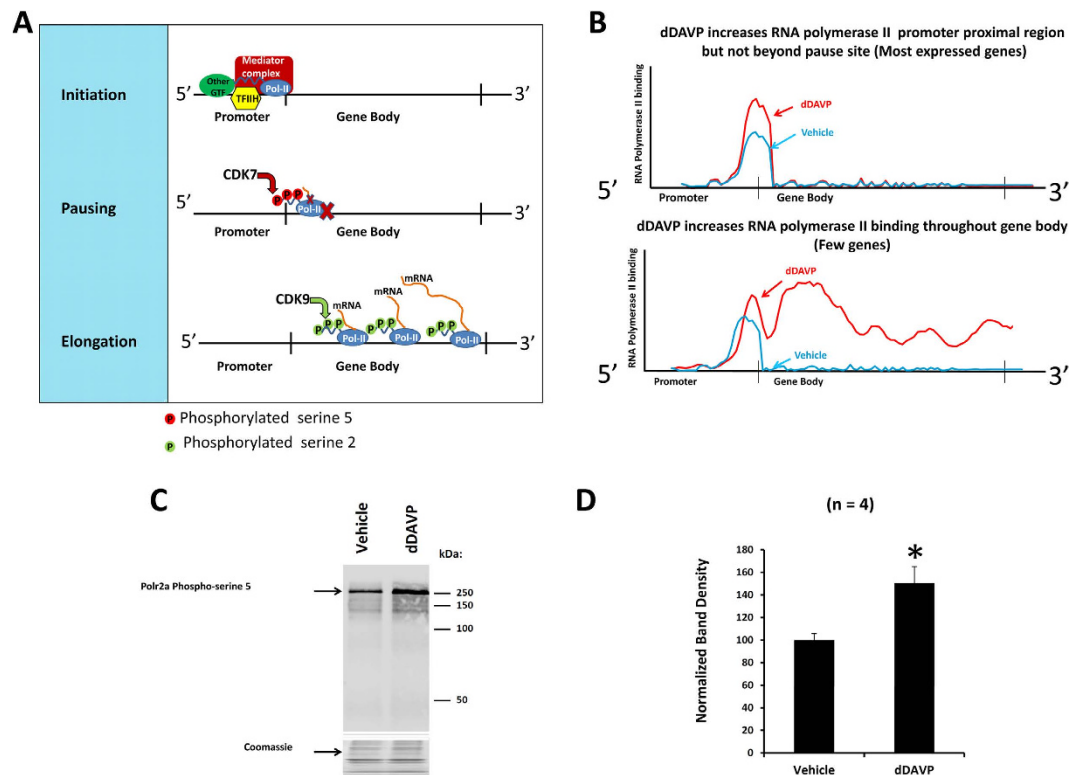 A
Initiation
Other
GTF
Mediator
complex
TFIIH
Pol-II
5’
3’
Promoter
Gene Body
Pausing
CDK7
P P P
X
Pol-II
X
5’
3’
Promoter
Gene Body
Elongation
CDK9
mRNA
mRNA
mRNA
P P P
Pol-II
P P P
Pol-II
P P P
Pol-II
5’
3’
Promoter
Gene Body
P Phosphorylated serine 5
P Phosphorylated serine 2
B
dDAVP increases RNA polymerase II promoter proximal region
but not beyond pause site (Most expressed genes)
RNA Polymerase II binding
dDAVP
Vehicle
5’
3’
Promoter
Gene Body
dDAVP increases RNA polymerase II binding throughout gene body
(Few genes)
RNA Polymerase II binding
dDAVP
Vehicle
5’
3’
Promoter
Gene Body
C
Vehicle
dDAVP
kDa:
Polr2a Phospho-serine 5
250
150
100
50
Coomassie
D
(n = 4)
Normalized Band Density
180
160
140
120
100
80
60
40
20
0
*
Vehicle
dDAVP